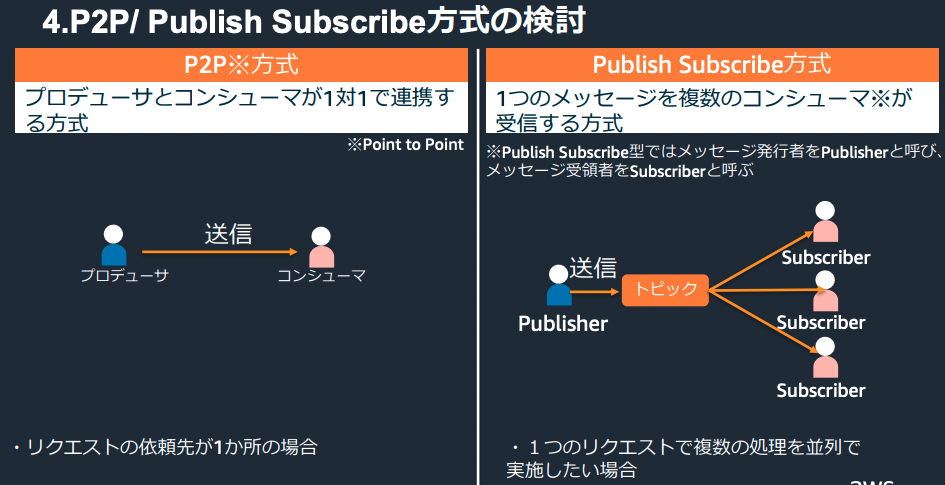 4.P2P/ Publish Subscribe方式の検討
P2P※方式
プロデューサとコンシューマが1対1で連携す
る方式
※Point to Point
送信
プロデューサ
コンシューマ
・リクエストの依頼先が1か所の場合
Publish Subscribe方式
1つのメッセージを複数のコンシューマ※が
受信する方式
※Publish Subscribe型ではメッセージ発行者をPublisherと呼び、
メッセージ受領者をSubscriberと呼ぶ
送信
トピック
Publisher
Subscriber
Subscriber
Subscriber
・１つのリクエストで複数の処理を並列で
実施したい場合
aws